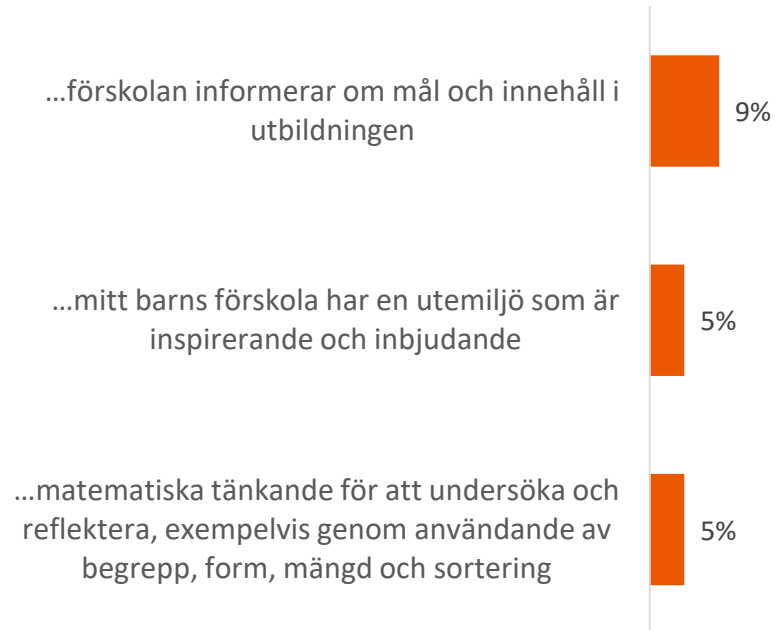 ...förskolan informerar om mål och innehåll i
utbildningen
9%
...mitt barns förskola har en utemiljö som är
inspirerande och inbjudande
5%
...matematiska tänkande för att undersöka och
reflektera, exempelvis genom användande av
begrepp, form, mängd och sortering
5%